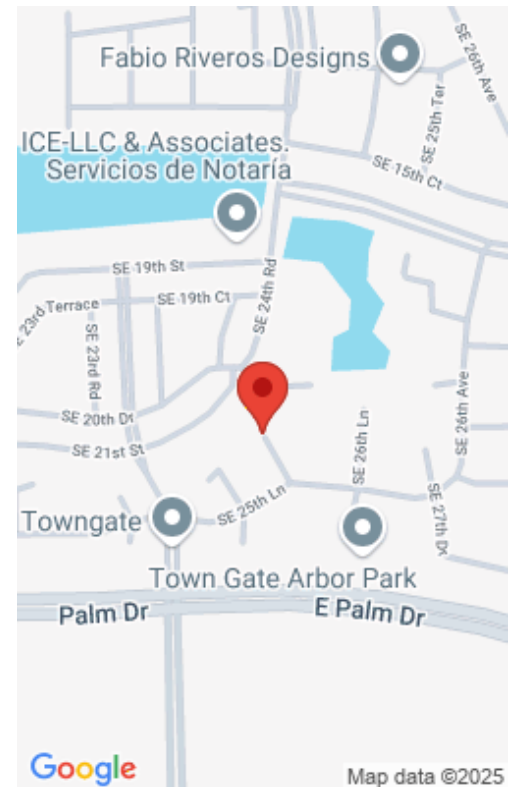 Fabio Riveros Designs
SE 26th Ave
SE 25th Ter
ICE-LLC & Associates.
Servicios de Notaría
SE 15th Ct
SE 19th St
SE 24th Rd
SE 19th Ct
SE 23rd Terrace
SE 23rd Rd
SE 20th Dr
SE 21st St
SE 26th Ln
SE 26th Ave
SE 25th Ln
SE 27th Dr
Towngate
Town Gate Arbor Park
Palm Dr
E Palm Dr
Google
Map data ©2025